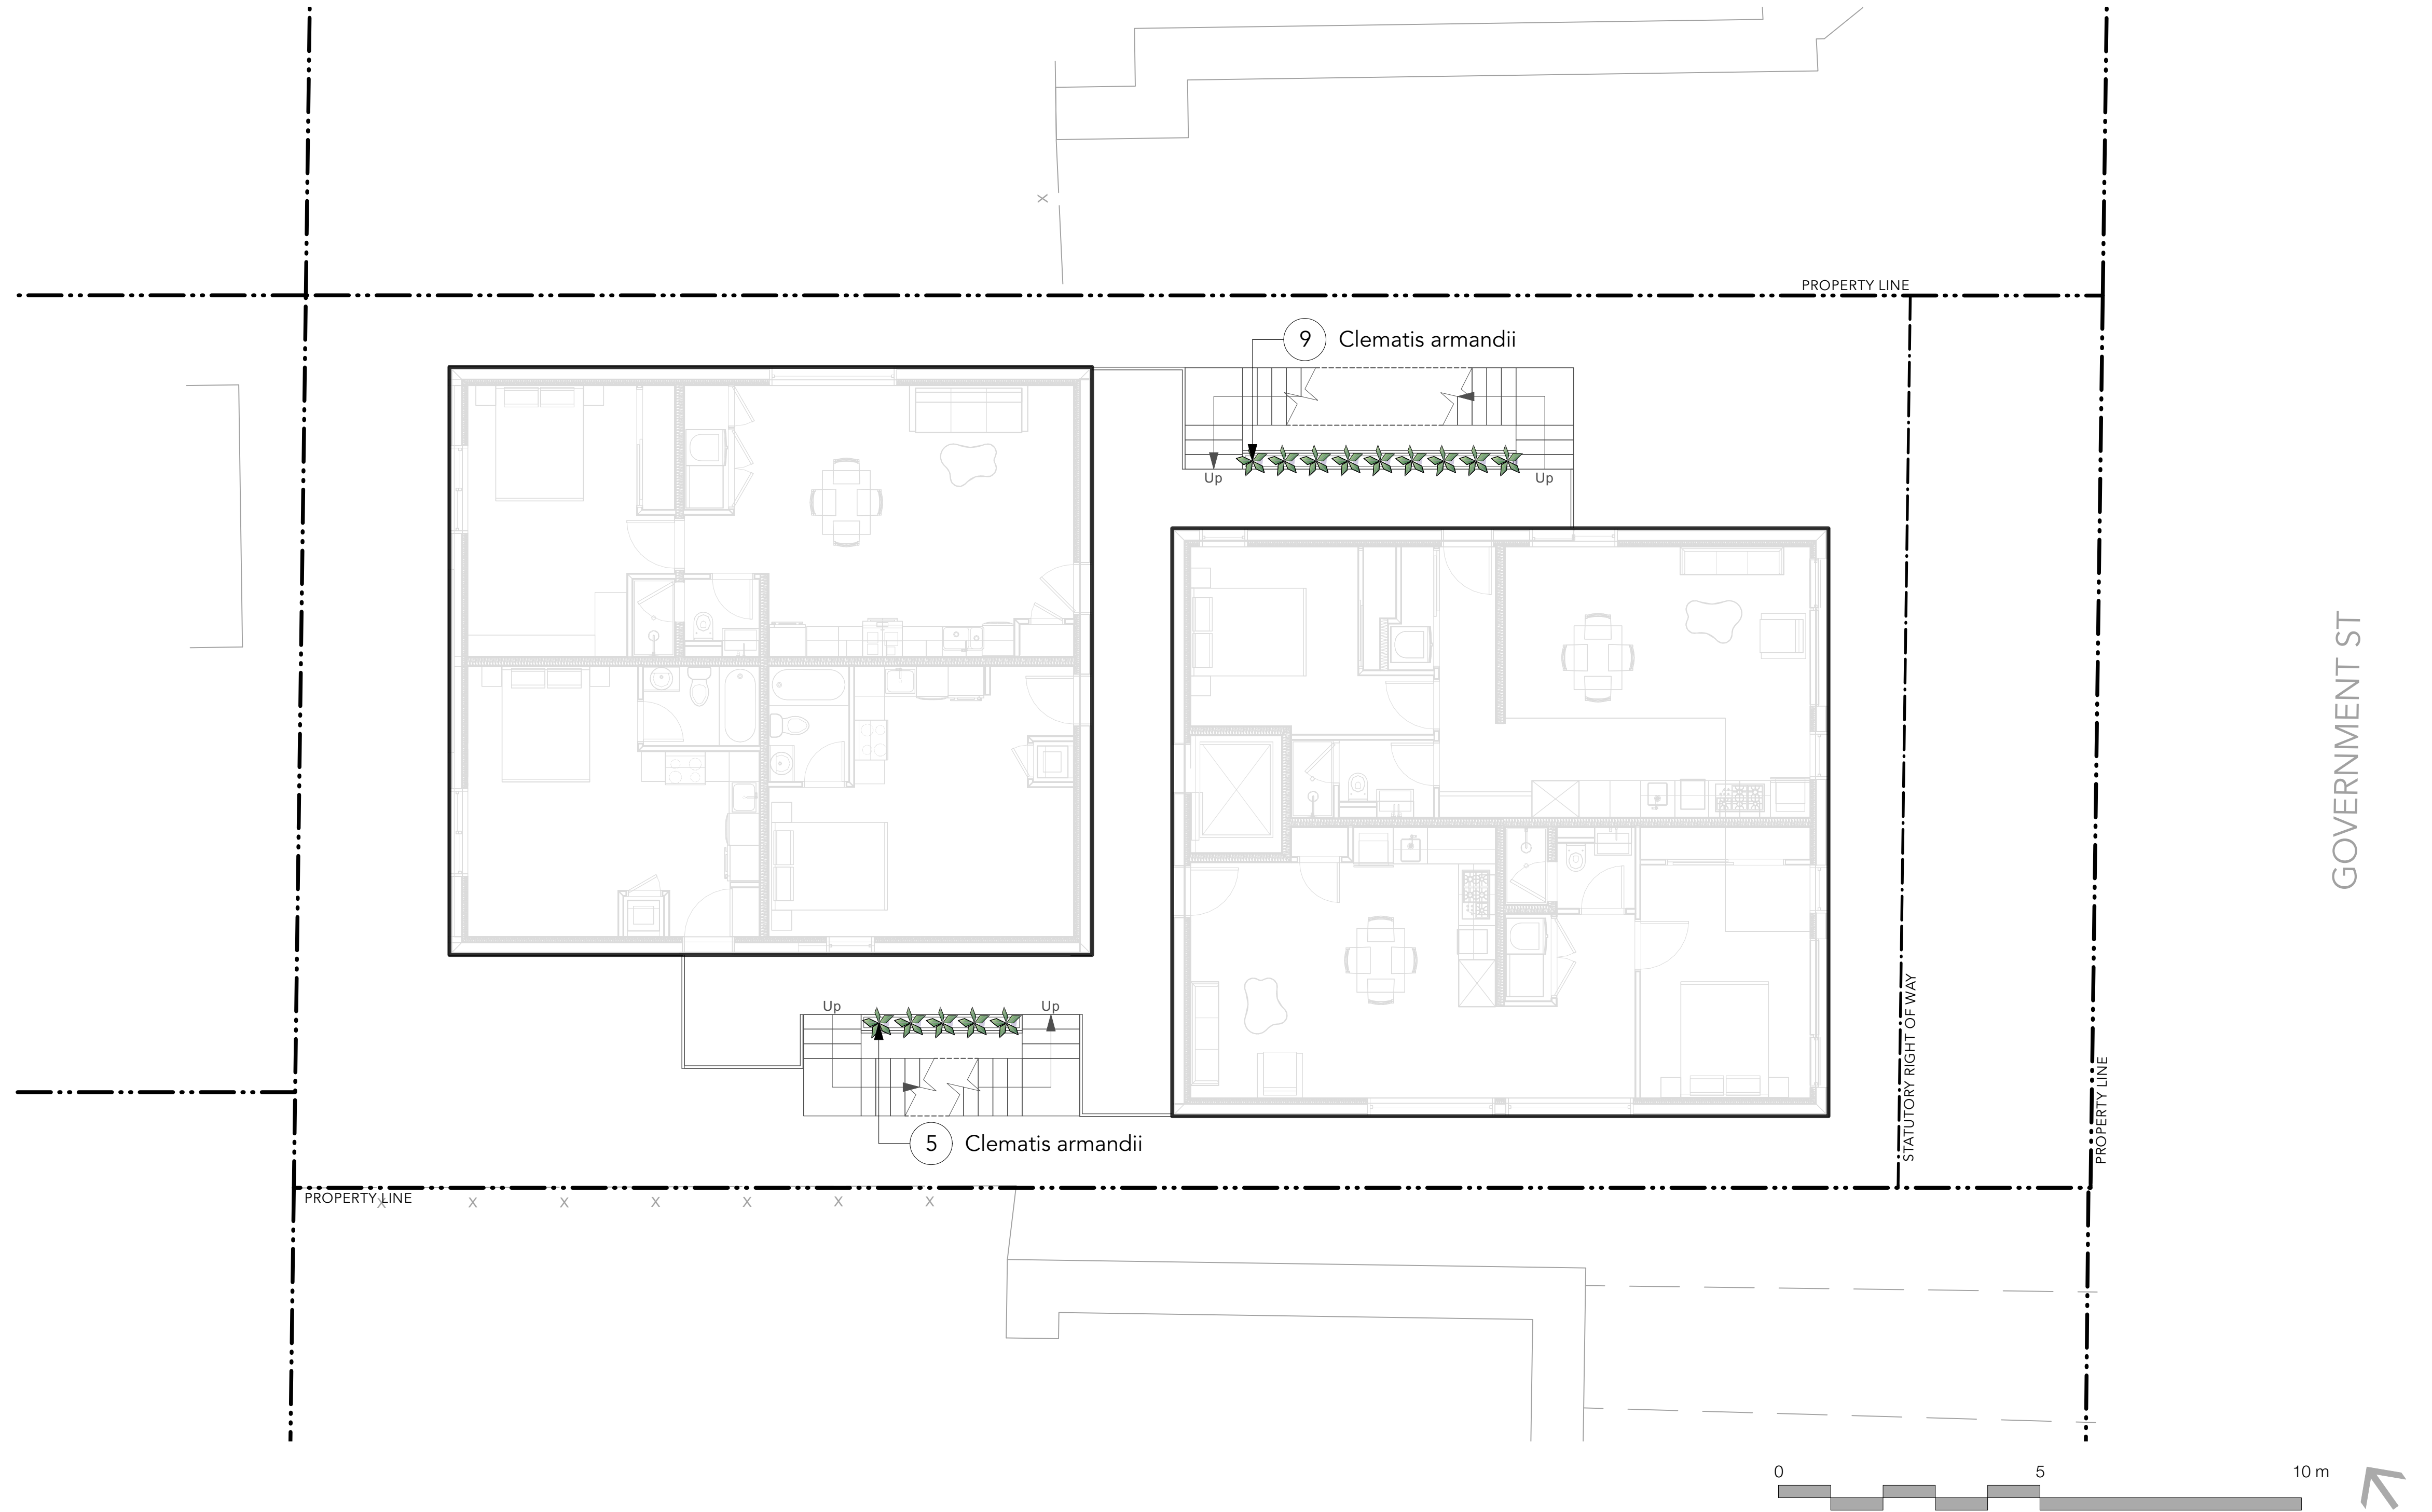 x
PROPERTY LINE
9 Clematis armandii
Up
Up
GOVERNMENT ST
STATUTORY RIGHT OF WAY
PROPERTY LINE
Up
Up
5 Clematis armandii
PROPERTY LINE
x x x x x x x
0 5 10 m